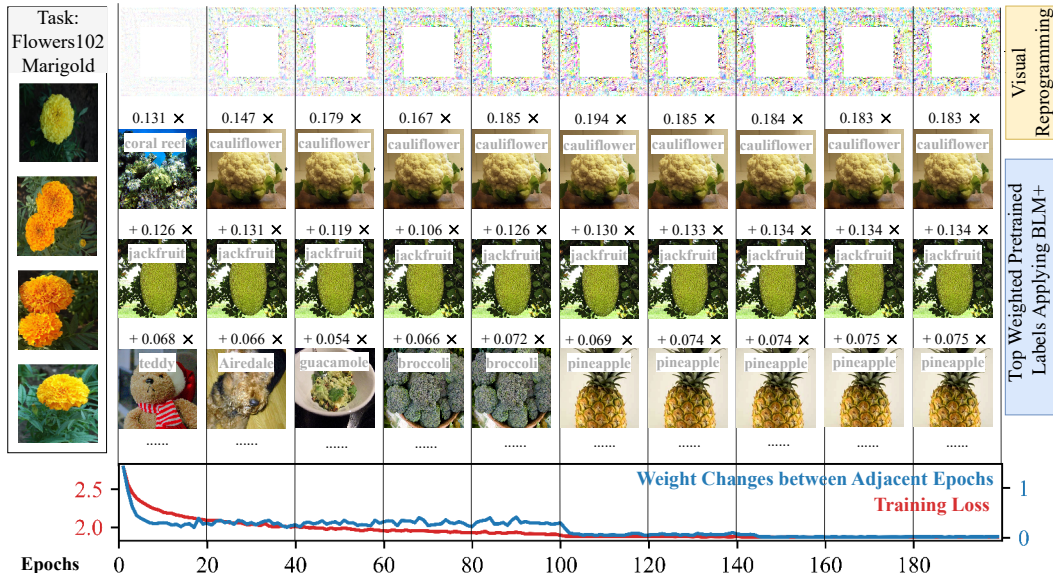 Task:
Flowers102
Marigold
Visual
Reprogramming
0.131 × 0.147 × 0.179 × 0.167 × 0.185 × 0.194 × 0.185 × 0.184 × 0.183 × 0.183 ×
coral reef cauliflower cauliflower cauliflower cauliflower cauliflower cauliflower cauliflower cauliflower cauliflower
+ 0.126 × + 0.131 × + 0.119 × + 0.106 × + 0.126 × + 0.130 × + 0.133 × + 0.134 × + 0.134 × + 0.134 ×
jackfruit jackfruit jackfruit jackfruit jackfruit jackfruit jackfruit jackfruit jackfruit jackfruit
+ 0.068 × + 0.066 × + 0.054 × + 0.066 × + 0.072 × + 0.069 × + 0.074 × + 0.074 × + 0.075 × + 0.075 ×
teddy Airedale guacamole broccoli broccoli pineapple pineapple pineapple pineapple pineapple
...... ...... ...... ...... ...... ...... ...... ...... ...... ......
Top Weighted Pretrained
Labels Applying BLM+
Weight Changes between Adjacent Epochs
Training Loss
2.5
2.0
1
0
Epochs 0 20 40 60 80 100 120 140 160 180